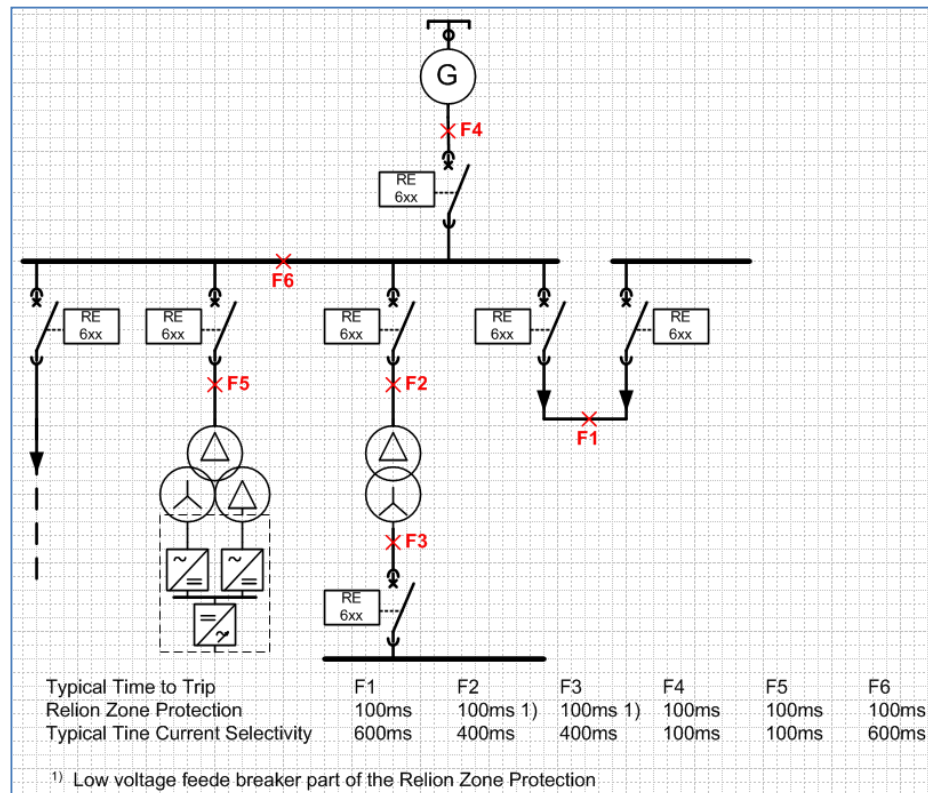 G
F4
RE
6xx
F6
RE
6xx
RE
6xx
RE
6xx
RE
6xx
RE
6xx
F5
F2
F1
F3
RE
6xx
Typical Time to Trip F1 F2 F3 F4 F5 F6
Relion Zone Protection 100ms 100ms 1) 100ms 1) 100ms 100ms 100ms
Typical Tine Current Selectivity 600ms 400ms 400ms 100ms 100ms 600ms
1) Low voltage feede breaker part of the Relion Zone Protection